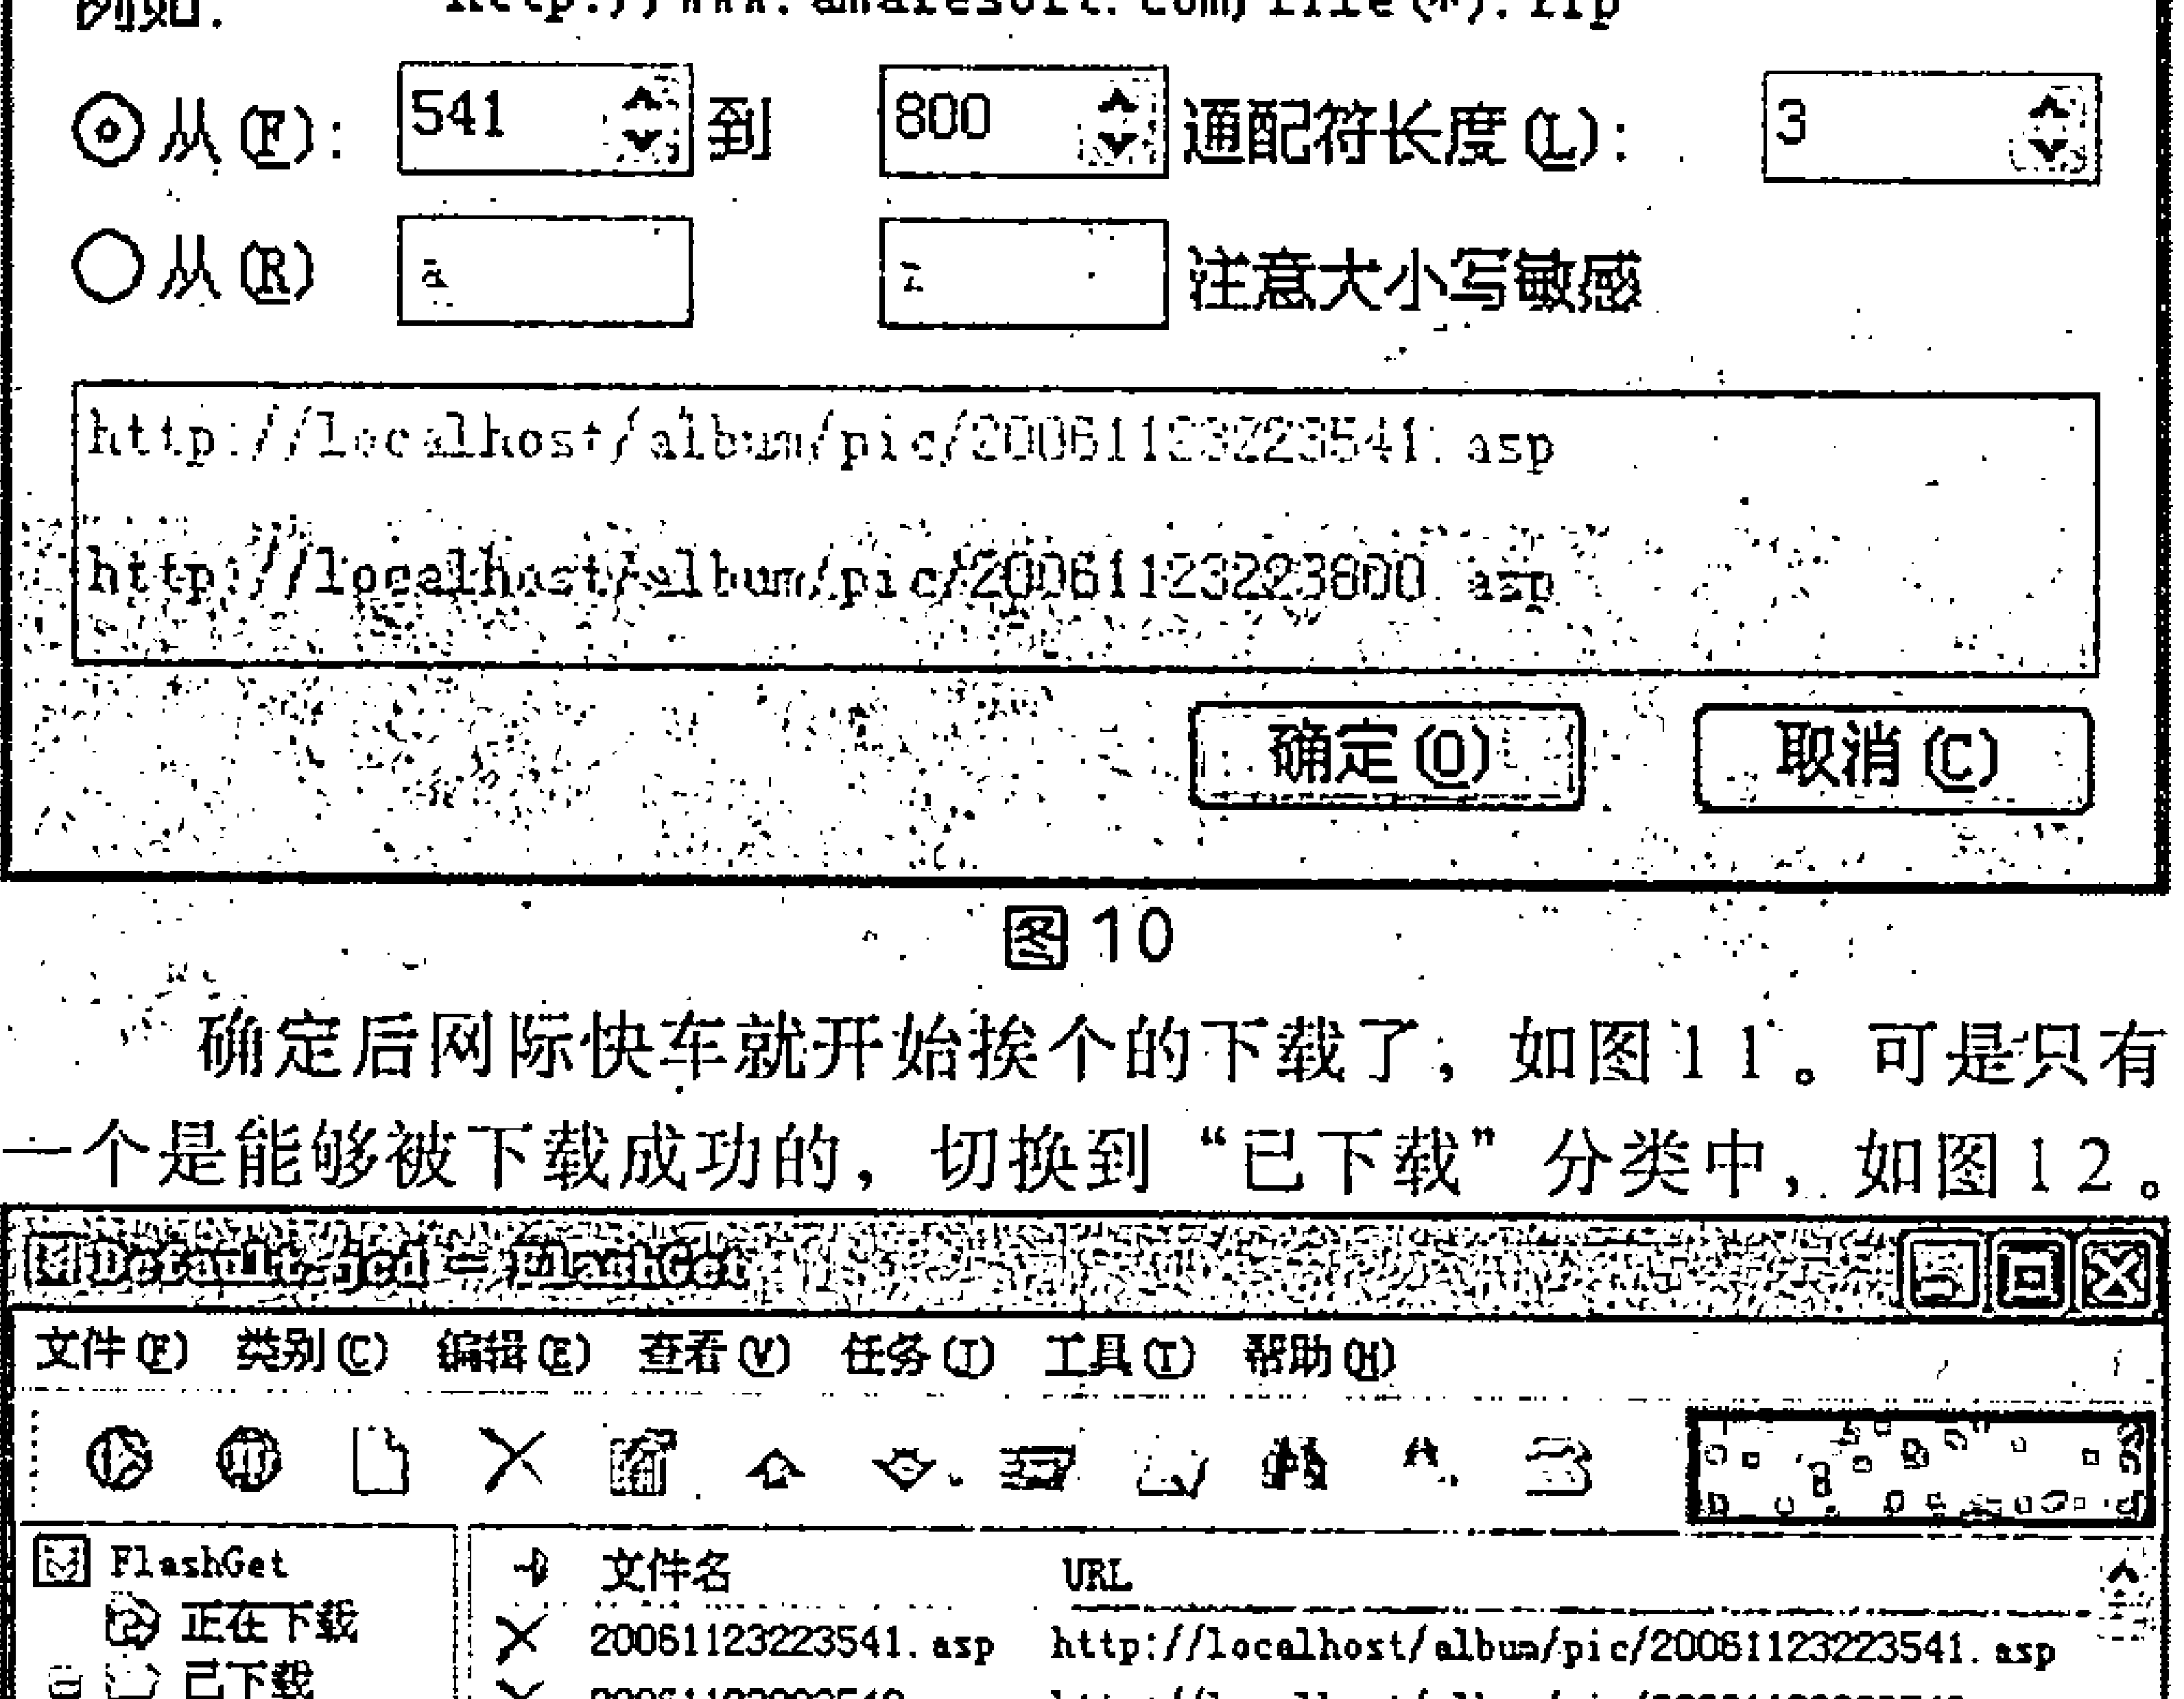 例如:
从(F): 541 到 800 通配符长度(L): 3
从(R) a z 注意大小写敏感
http://localhost/album/pic/20061123223541.asp
http://localhost/album/pic/20061123223800.asp
确定(O) 取消(C)
图10
确定后网际快车就开始挨个的下载了，如图11。可是只有
一个是能够被下载成功的，切换到“已下载”分类中，如图12。
Default.jcd - FlashGet
文件(F) 类别(C) 编辑(E) 查看(V) 任务(J) 工具(T) 帮助(H)
FlashGet 文件名 URL
正在下载 20061123223541.asp http://localhost/album/pic/20061123223541.asp
已下载